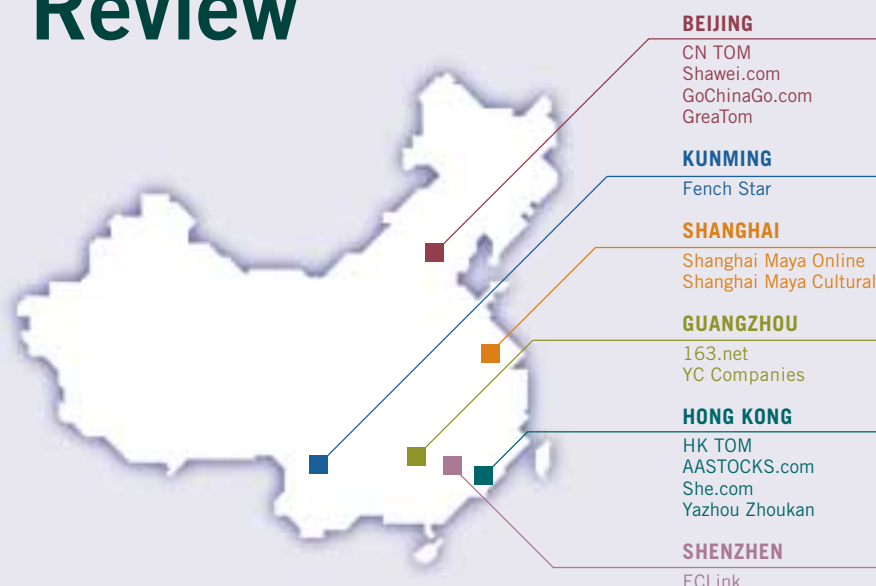 Review
BEIJING
CN TOM
Shawei.com
GoChinaGo.com
GreaTom
KUNMING
Fench Star
SHANGHAI
Shanghai Maya Online
Shanghai Maya Cultural
GUANGZHOU
163.net
YC Companies
HONG KONG
HK TOM
AASTOCKS.com
She.com
Yazhou Zhoukan
SHENZHEN
ECLink